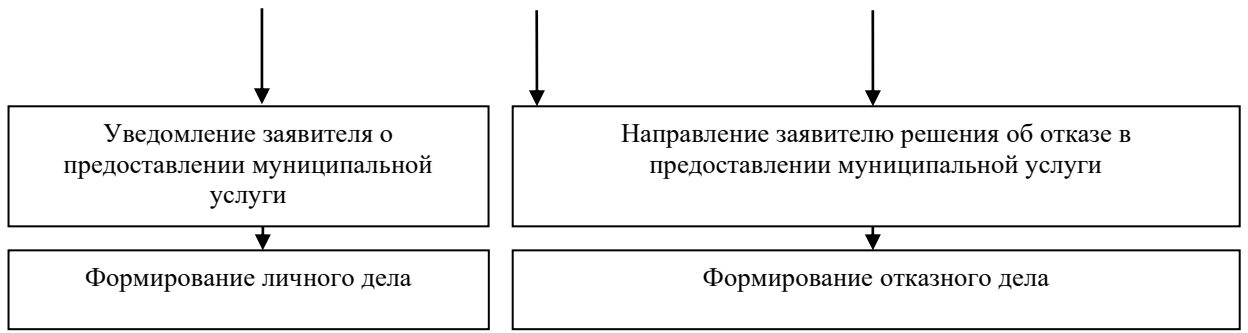 Уведомление заявителя о
предоставлении муниципальной
услуги
Направление заявителю решения об отказе в
предоставлении муниципальной услуги
Формирование личного дела
Формирование отказного дела